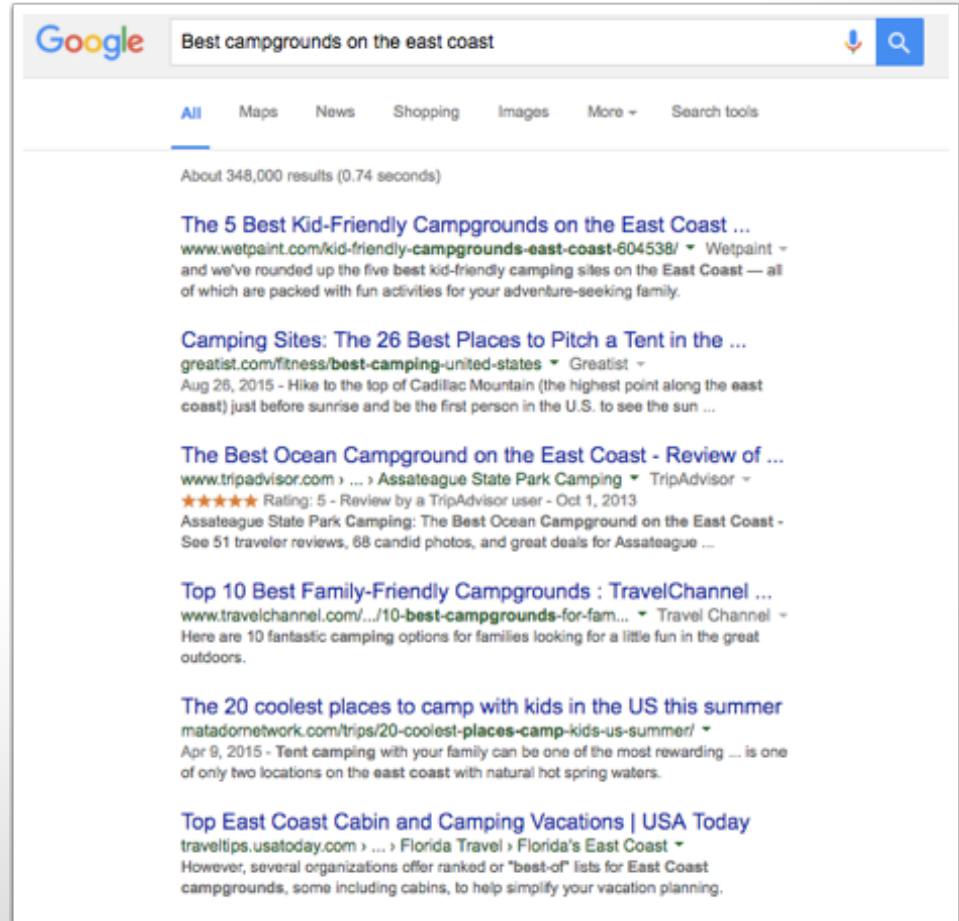 Google Best campgrounds on the east coast
All Maps News Shopping Images More Search tools
About 348,000 results (0.74 seconds)
The 5 Best Kid-Friendly Campgrounds on the East Coast ...
www.wetpaint.com/kid-friendly-campgrounds-east-coast-604538/ Wetpaint
and we've rounded up the five best kid-friendly camping sites on the East Coast — all
of which are packed with fun activities for your adventure-seeking family.
Camping Sites: The 26 Best Places to Pitch a Tent in the ...
greatist.com/fitness/best-camping-united-states Greatist
Aug 26, 2015 - Hike to the top of Cadillac Mountain (the highest point along the east
coast) just before sunrise and be the first person in the U.S. to see the sun ...
The Best Ocean Campground on the East Coast - Review of ...
www.tripadvisor.com › ... › Assateague State Park Camping TripAdvisor
★★★★★ Rating: 5 - Review by a TripAdvisor user - Oct 1, 2013
Assateague State Park Camping: The Best Ocean Campground on the East Coast -
See 51 traveler reviews, 68 candid photos, and great deals for Assateague ...
Top 10 Best Family-Friendly Campgrounds : TravelChannel ...
www.travelchannel.com/.../10-best-campgrounds-for-fam... Travel Channel
Here are 10 fantastic camping options for families looking for a little fun in the great
outdoors.
The 20 coolest places to camp with kids in the US this summer
matadornetwork.com/trips/20-coolest-places-camp-kids-us-summer/
Apr 9, 2015 - Tent camping with your family can be one of the most rewarding ... is one
of only two locations on the east coast with natural hot spring waters.
Top East Coast Cabin and Camping Vacations | USA Today
traveltips.usatoday.com › ... › Florida Travel › Florida's East Coast
However, several organizations offer ranked or "best-of" lists for East Coast
campgrounds, some including cabins, to help simplify your vacation planning.